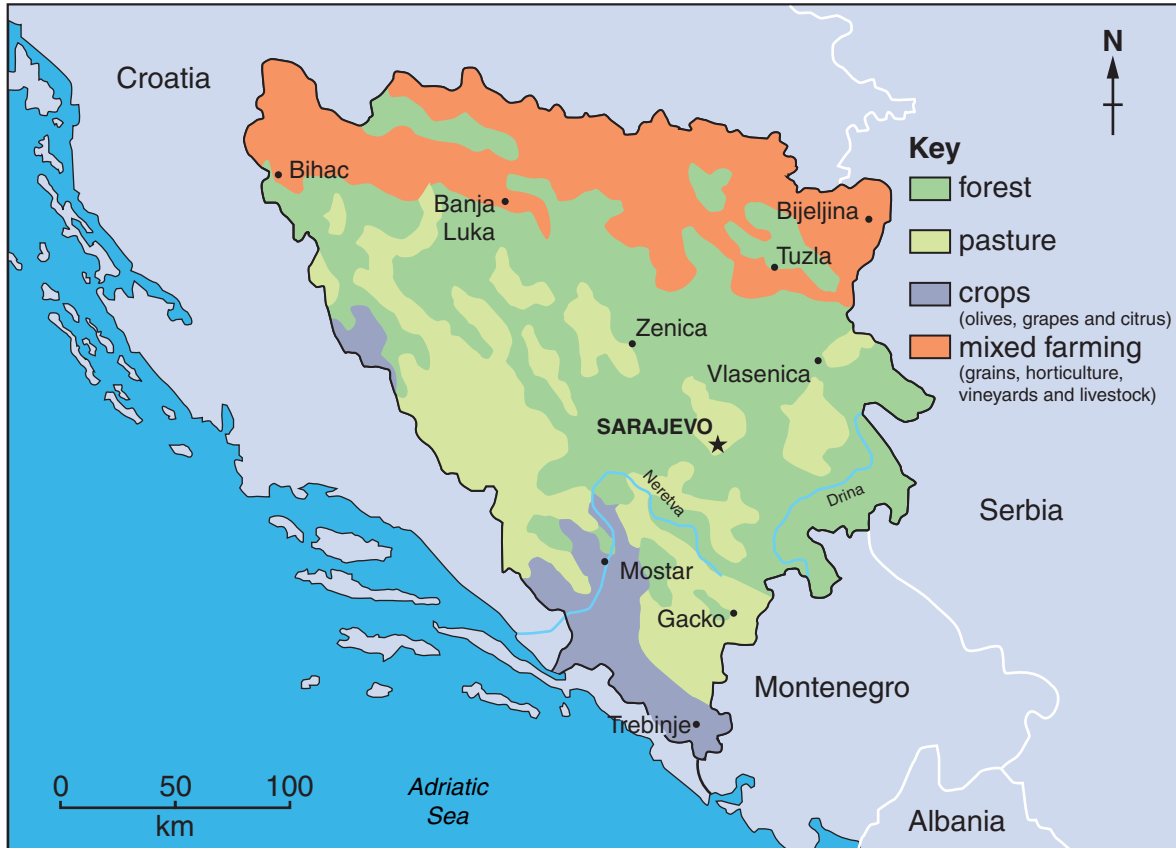 Croatia
N
Key
forest
pasture
crops
(olives, grapes and citrus)
mixed farming
(grains, horticulture,
vineyards and livestock)
Bihac
Banja
Luka
Bijeljina
Tuzla
Zenica
Vlasenica
SARAJEVO
Neretva
Drina
Serbia
Mostar
Gacko
Montenegro
Trebinje
0 50 100
km
Adriatic
Sea
Albania